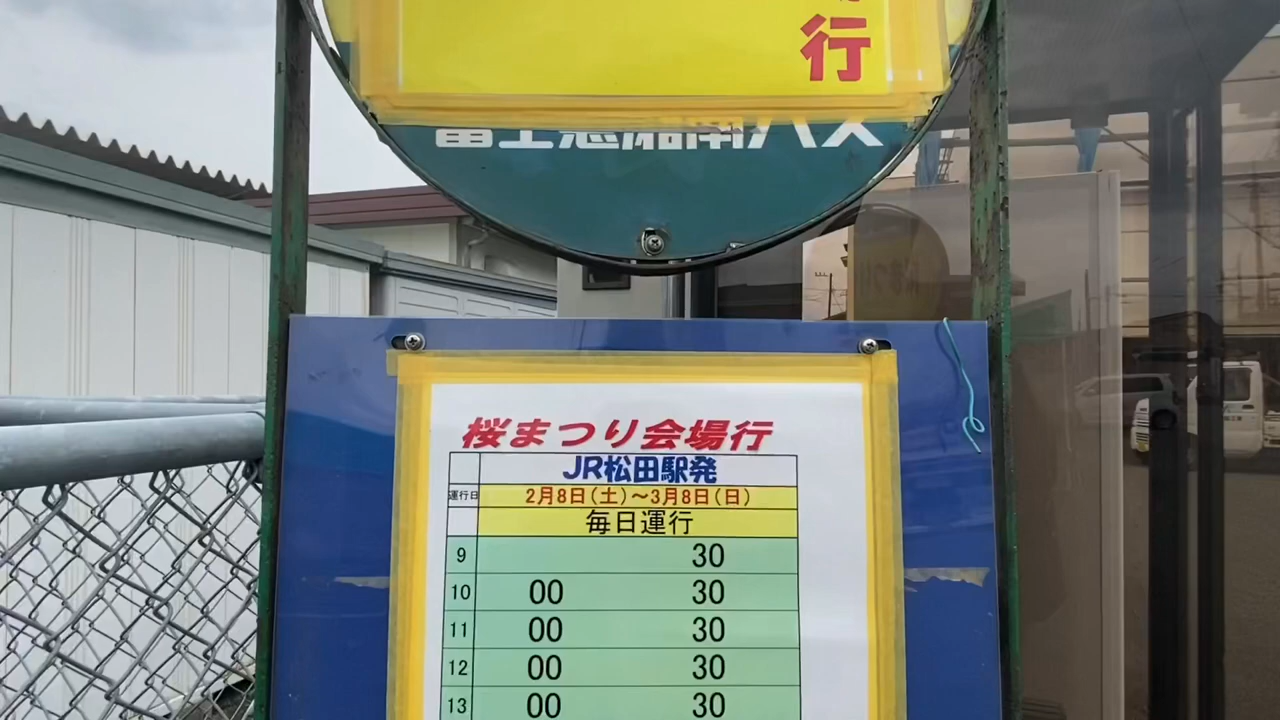 行
富士急湘南バス
桜まつり会場行
JR松田駅発
運行日 2月8日(土)～3月8日(日)
毎日運行
9 30
10 00 30
11 00 30
12 00 30
13 00 30